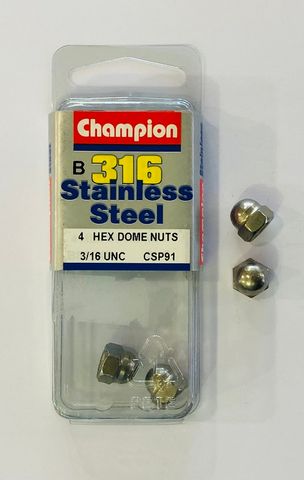 Champion
B 316
Stainless
Steel
4 HEX DOME NUTS
3/16 UNC CSP91